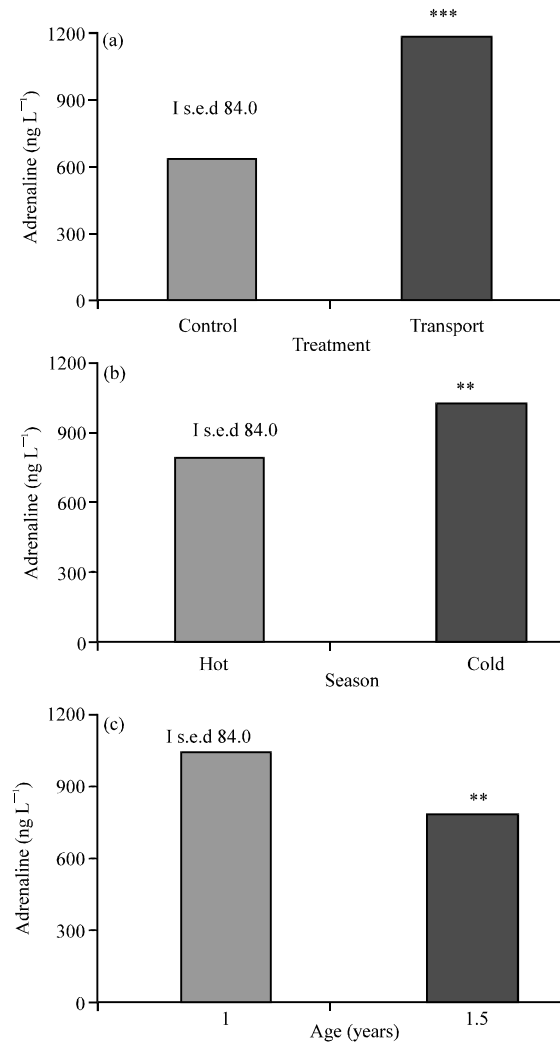 (a)
***
1200
900
600
300
0
Adrenaline (ng L⁻¹)
I s.e.d 84.0
Control Transport
Treatment
(b)
**
1200
900
600
300
0
Adrenaline (ng L⁻¹)
I s.e.d 84.0
Hot Cold
Season
(c)
**
1200
900
600
300
0
Adrenaline (ng L⁻¹)
I s.e.d 84.0
1 1.5
Age (years)